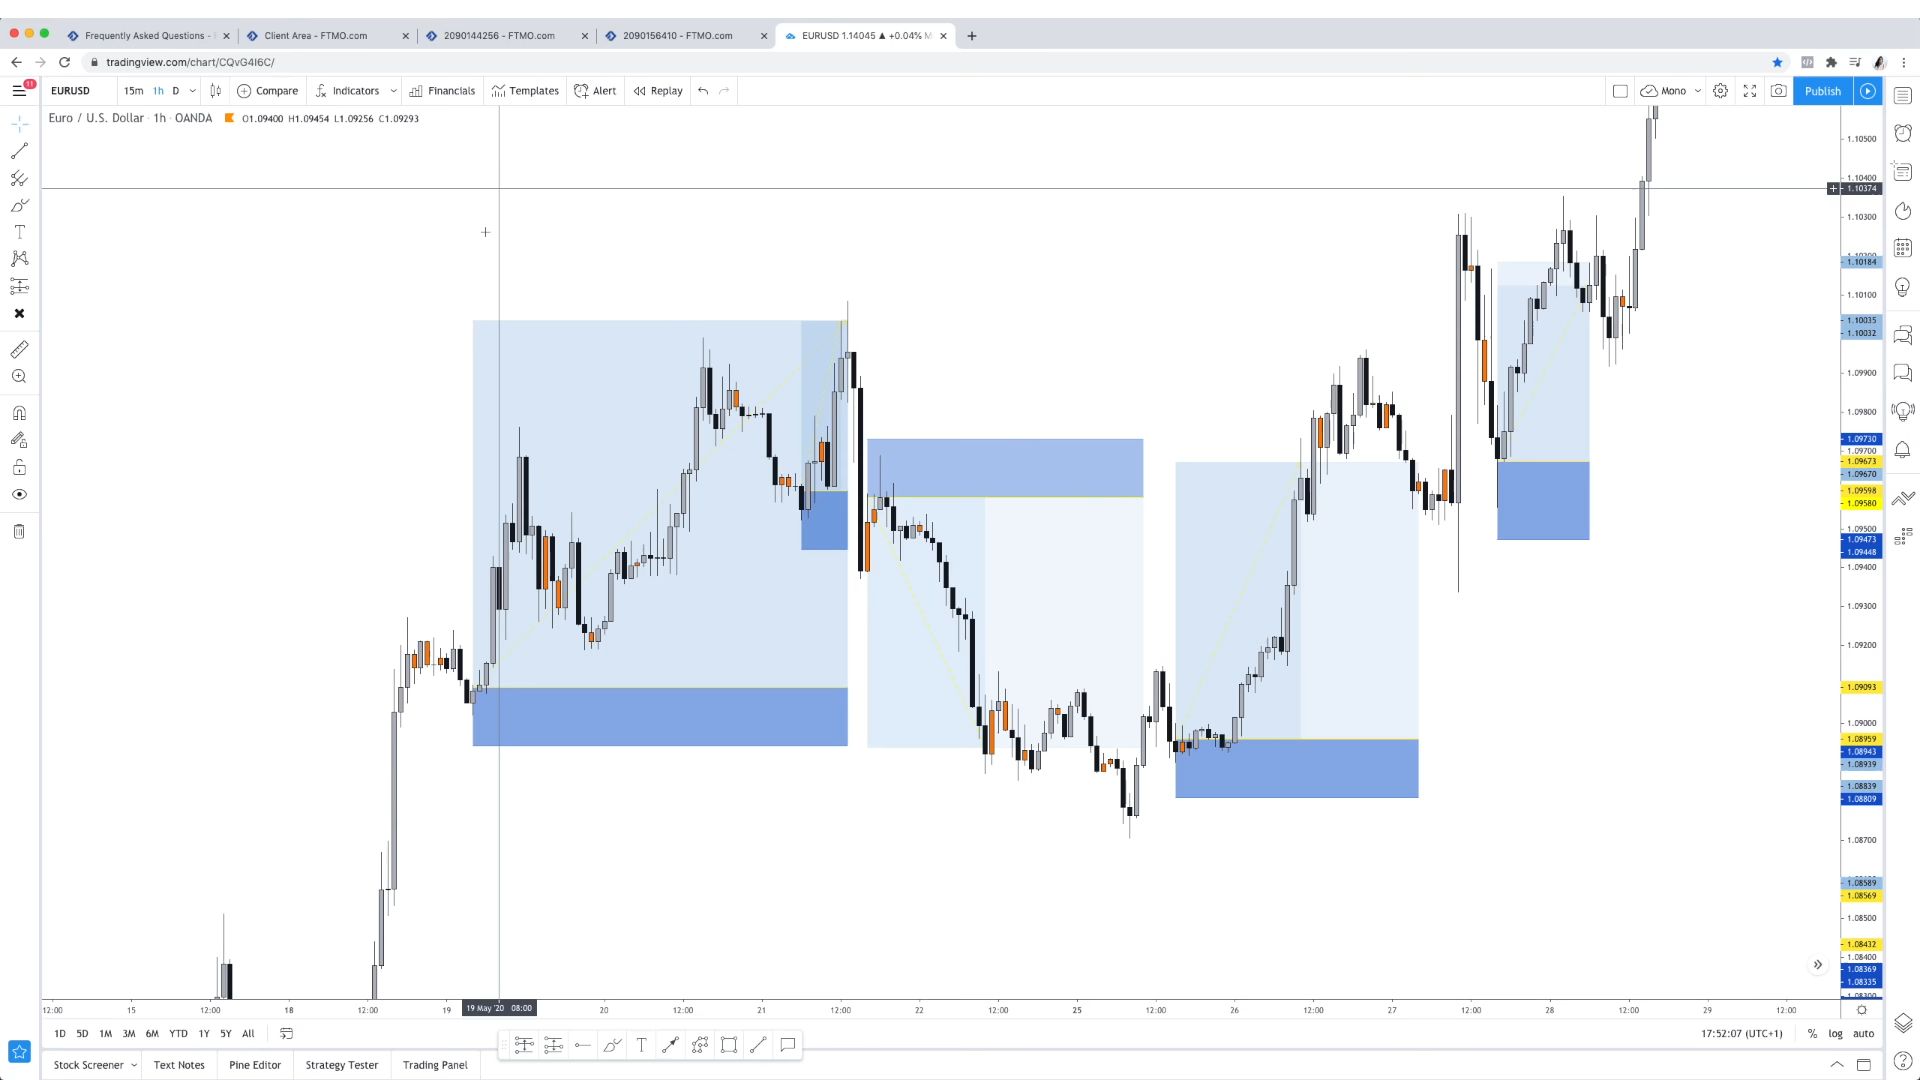 Frequently Asked Questions -
Client Area - FTMO.com
2090144256 - FTMO.com
2090156410 - FTMO.com
EURUSD 1.14045 ▲ +0.04% M
tradingview.com/chart/CQvG4I6C/
11
EURUSD
15m 1h D
Compare
Indicators
Financials
Templates
Alert
Replay
Mono
Publish
Euro / U.S. Dollar · 1h · OANDA
O1.09400 H1.09454 L1.09256 C1.09293
1.10500
1.10400
1.10374
1.10300
1.10184
1.10100
1.10035
1.10032
1.09900
1.09800
1.09730
1.09700
1.09673
1.09670
1.09598
1.09580
1.09500
1.09473
1.09448
1.09400
1.09300
1.09200
1.09093
1.09000
1.08959
1.08943
1.08939
1.08839
1.08809
1.08700
1.08589
1.08569
1.08500
1.08432
1.08400
1.08369
1.08335
1.08300
12:00 15 12:00 18 12:00 19 19 May '20 08:00 20 12:00 21 12:00 22 12:00 25 12:00 26 12:00 27 12:00 28 12:00 29 12:00
1D 5D 1M 3M 6M YTD 1Y 5Y All
17:52:07 (UTC+1) % log auto
Stock Screener Text Notes Pine Editor Strategy Tester Trading Panel